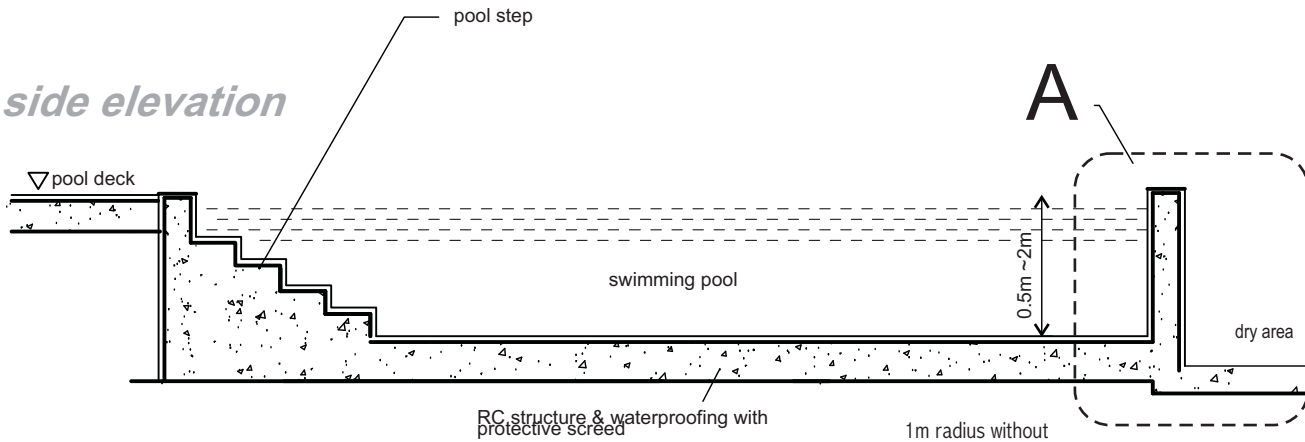 pool step
side elevation
A
pool deck
swimming pool
0.5m ~2m
dry area
RC structure & waterproofing with
protective screed
1m radius without